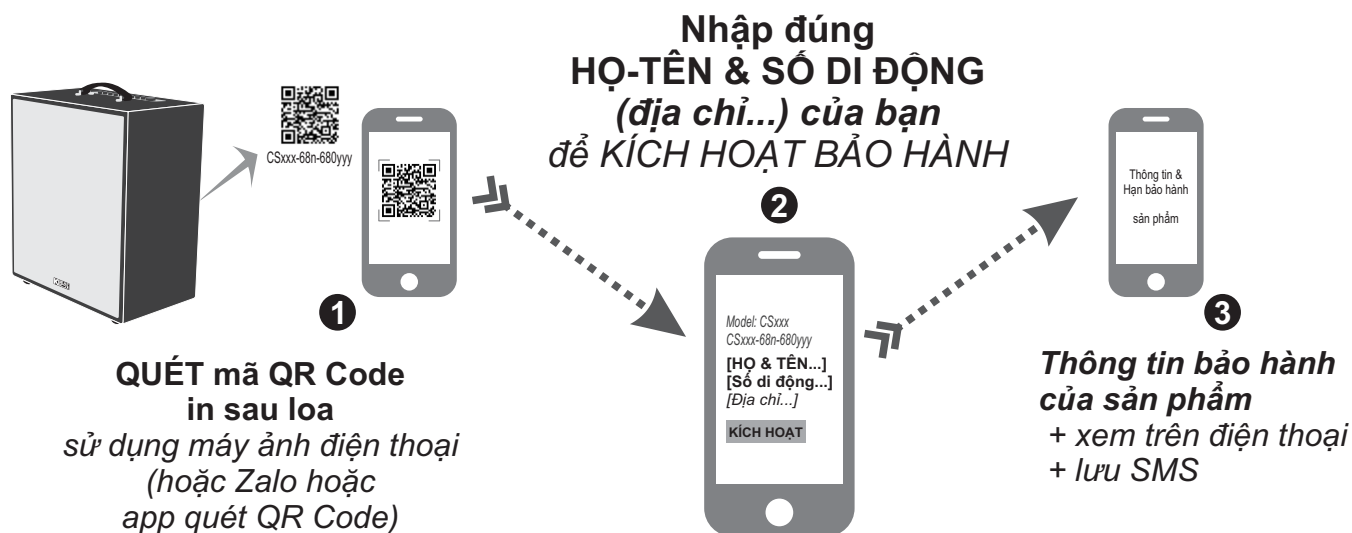 CSxxx-68n-680yyy
1
QUÉT mã QR Code
in sau loa
sử dụng máy ảnh điện thoại
(hoặc Zalo hoặc
app quét QR Code)
Nhập đúng
HỌ-TÊN & SỐ DI ĐỘNG
(địa chỉ...) của bạn
để KÍCH HOẠT BẢO HÀNH
2
Model: CSxxx
CSxxx-68n-680yyy
[HỌ & TÊN...]
[Số di động...]
[Địa chỉ...]
KÍCH HOẠT
Thông tin &
Hạn bảo hành
sản phẩm
3
Thông tin bảo hành
của sản phẩm
+ xem trên điện thoại
+ lưu SMS